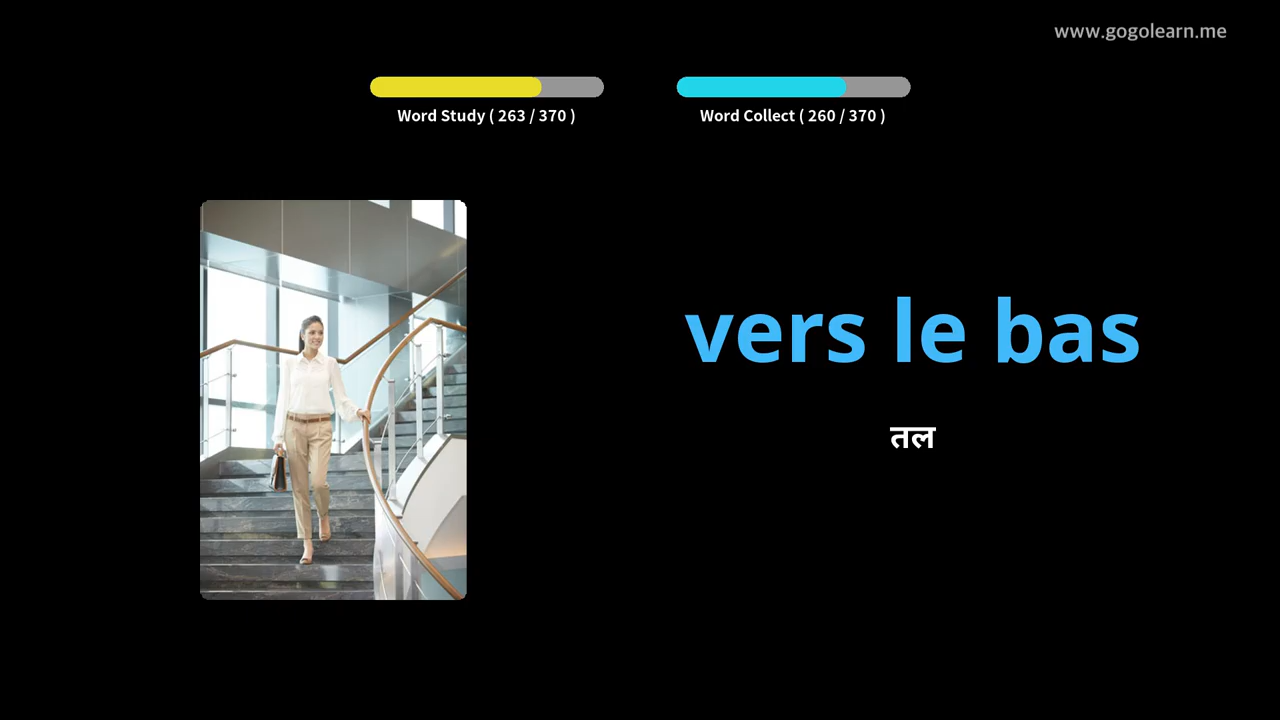 www.gogolearn.me
Word Study ( 263 / 370 )
Word Collect ( 260 / 370 )
vers le bas
तल